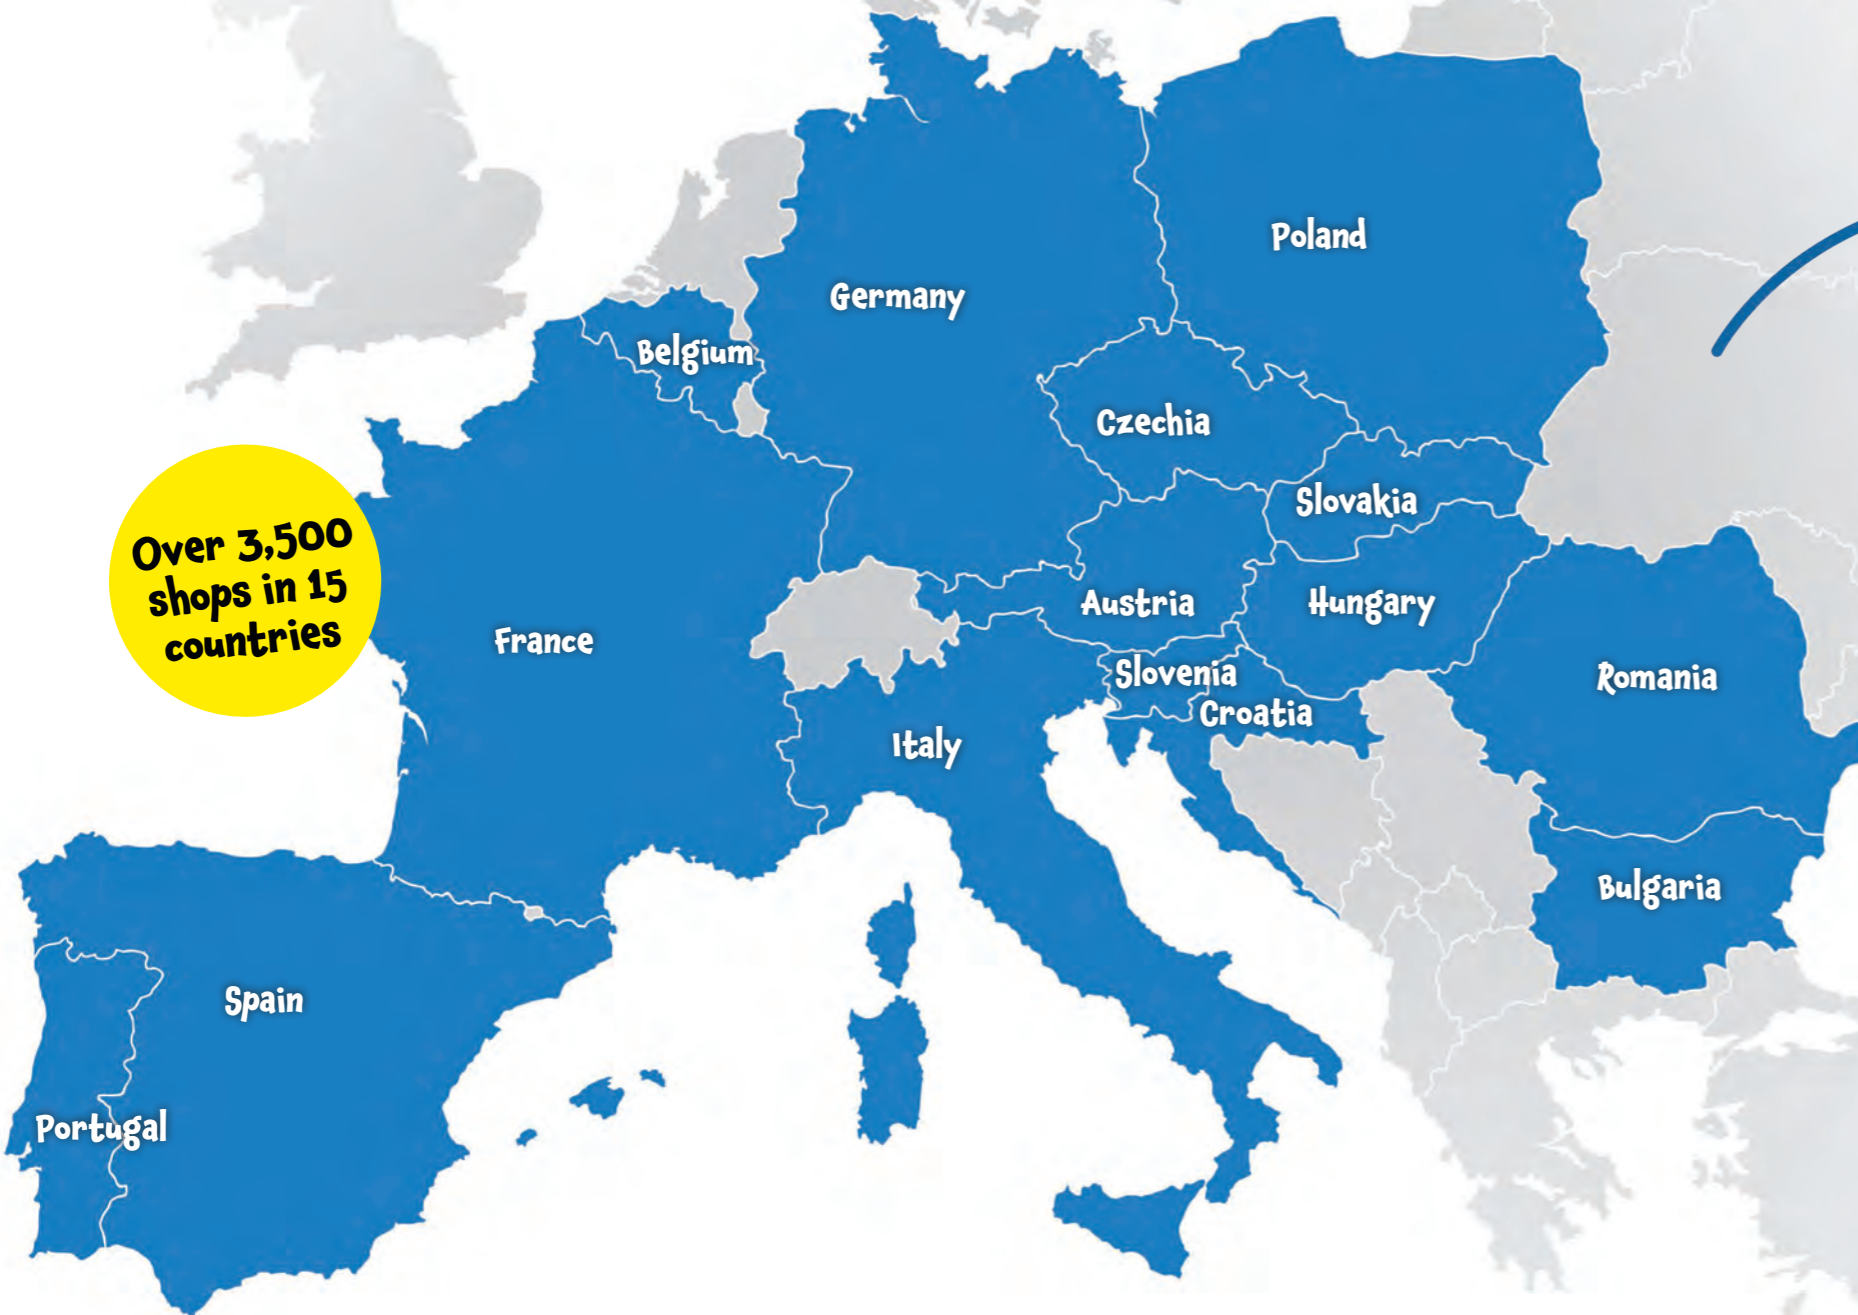 Poland
Germany
Belgium
Czechia
Slovakia
Over 3,500
shops in 15
countries
France
Austria
Hungary
Slovenia
Croatia
Romania
Italy
Bulgaria
Spain
Portugal